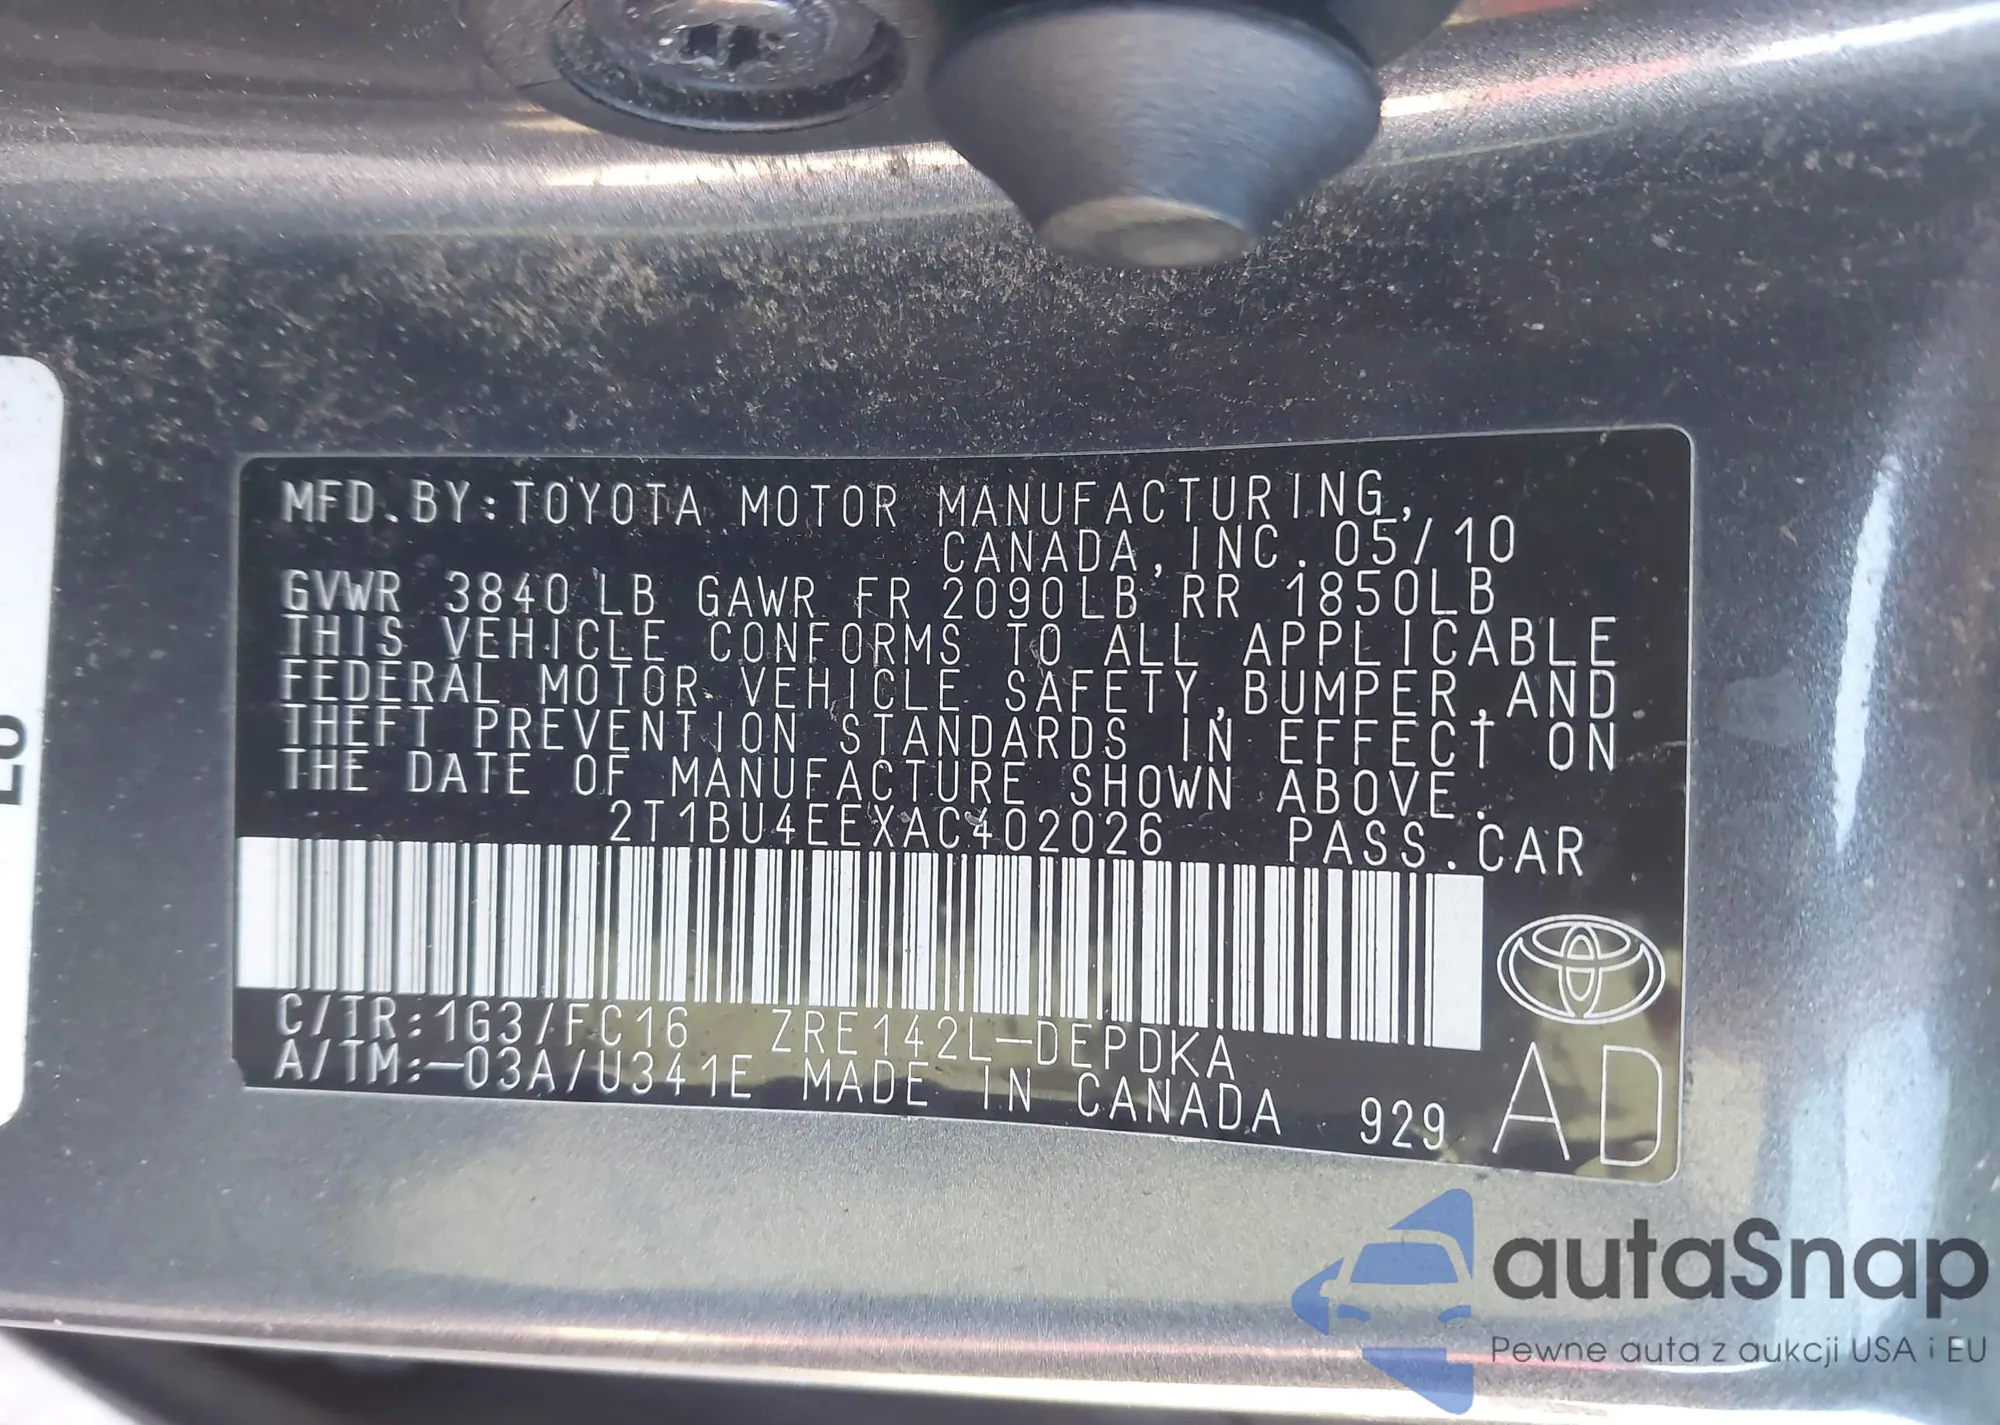 MFD.BY:TOYOTA MOTOR MANUFACTURING,
CANADA,INC.05/10
GVWR 3840 LB GAWR FR 2090LB RR 1850LB
THIS VEHICLE CONFORMS TO ALL APPLICABLE
FEDERAL MOTOR VEHICLE SAFETY,BUMPER,AND
THEFT PREVENTION STANDARDS IN EFFECT ON
THE DATE OF MANUFACTURE SHOWN ABOVE.
2T1BU4EEXAC402026 PASS.CAR
C/TR:1G3/FC16 ZRE142L-DEPDKA
A/TM:-03A/U341E MADE IN CANADA 929 AD
autaSnap
Pewne auta z aukcji USA i EU